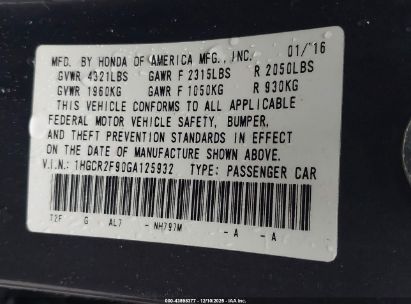 MFD. BY HONDA OF AMERICA MFG., INC. 01/16
GVWR 4321LBS GAWR F 2315LBS R 2050LBS
GVWR 1960KG GAWR F 1050KG R 930KG
THIS VEHICLE CONFORMS TO ALL APPLICABLE
FEDERAL MOTOR VEHICLE SAFETY, BUMPER,
AND THEFT PREVENTION STANDARDS IN EFFECT
ON THE DATE OF MANUFACTURE SHOWN ABOVE.
V.I.N.: 1HGCR2F90GA125932 TYPE: PASSENGER CAR
T2F G AL7 - NH797M - A - A